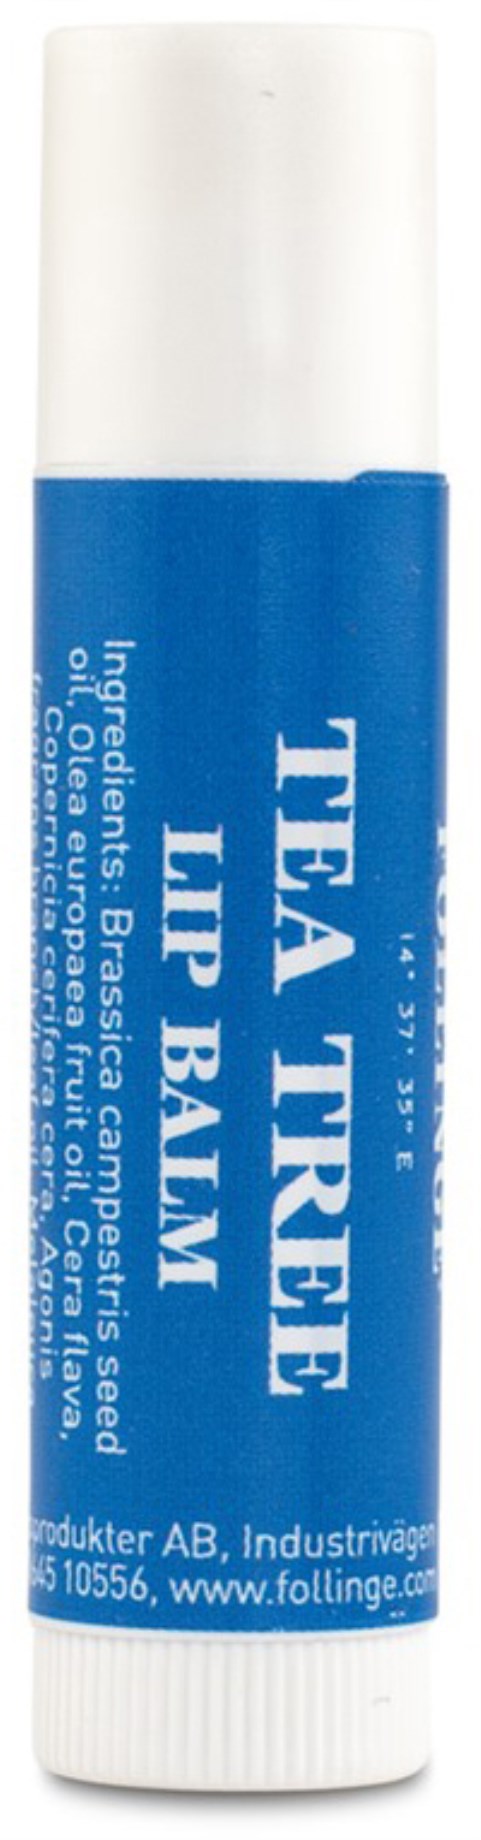 14° 37' 35" E
TEA TREE
LIP BALM
Ingredients: Brassica campestris seed
oil, Olea europaea fruit oil, Cera flava,
Copernicia cerifera cera, Agonis
produkter AB, Industrivägen
645 10556, www.follinge.com